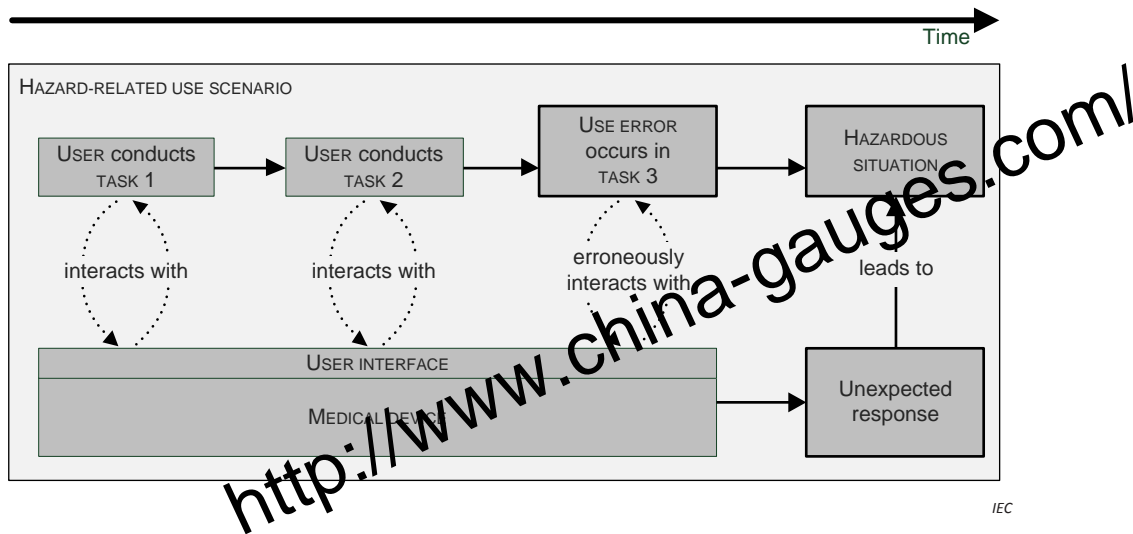 Time
HAZARD-RELATED USE SCENARIO
USER conducts
TASK 1
USER conducts
TASK 2
USE ERROR
occurs in
TASK 3
HAZARDOUS
SITUATION
interacts with
interacts with
erroneously
interacts with
leads to
USER INTERFACE
MEDICAL DEVICE
Unexpected
response
IEC
http://www.china-gauges.com/